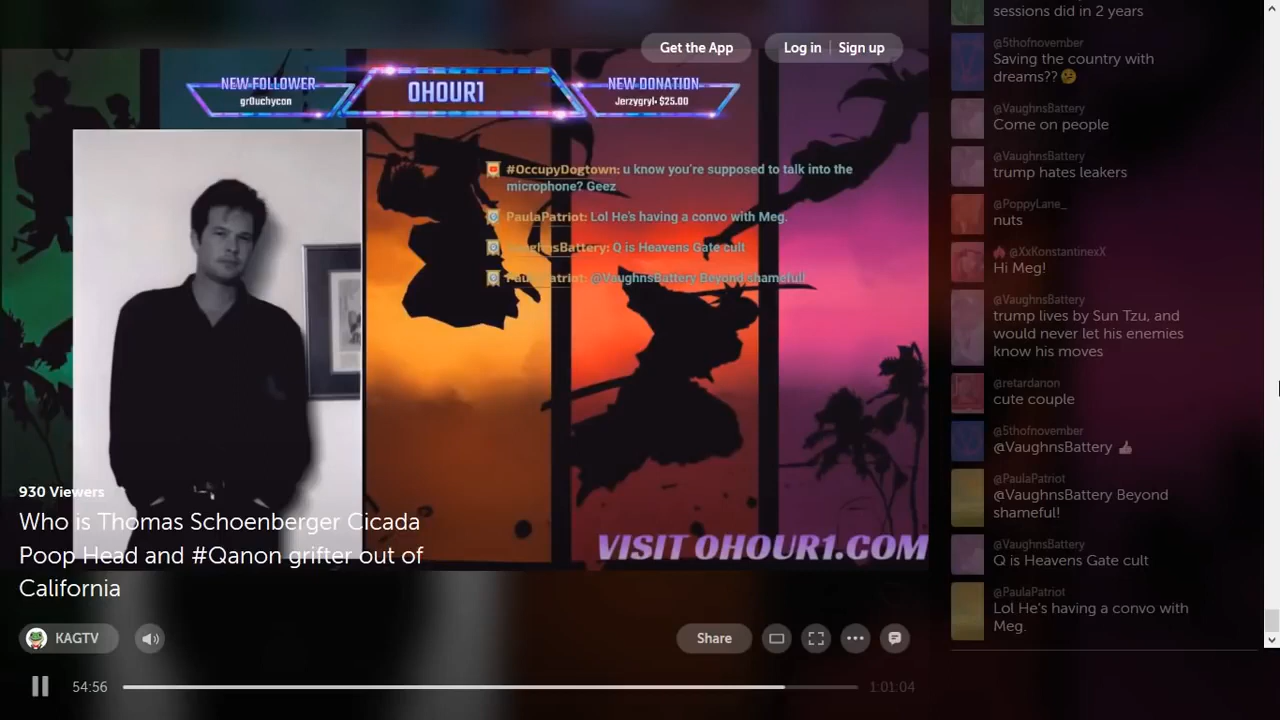 Get the App
Log in
Sign up
NEW FOLLOWER
gr0uchycon
OHOUR1
NEW DONATION
Jerzygryl• $25.00
#OccupyDogtown: u know you're supposed to talk into the
microphone? Geez
PaulaPatriot: Lol He's having a convo with Meg.
VaughnsBattery: Q is Heavens Gate cult
PaulaPatriot: @VaughnsBattery Beyond shameful!
VISIT OHOUR1.COM
930 Viewers
Who is Thomas Schoenberger Cicada
Poop Head and #Qanon grifter out of
California
KAGTV
Share
54:56
1:01:04
sessions did in 2 years
@5thofnovember
Saving the country with
dreams?? 🤔
@VaughnsBattery
Come on people
@VaughnsBattery
trump hates leakers
@PoppyLane_
nuts
🔥 @XxKonstantinexX
Hi Meg!
@VaughnsBattery
trump lives by Sun Tzu, and
would never let his enemies
know his moves
@retardanon
cute couple
@5thofnovember
@VaughnsBattery 👍
@PaulaPatriot
@VaughnsBattery Beyond
shameful!
@VaughnsBattery
Q is Heavens Gate cult
@PaulaPatriot
Lol He's having a convo with
Meg.